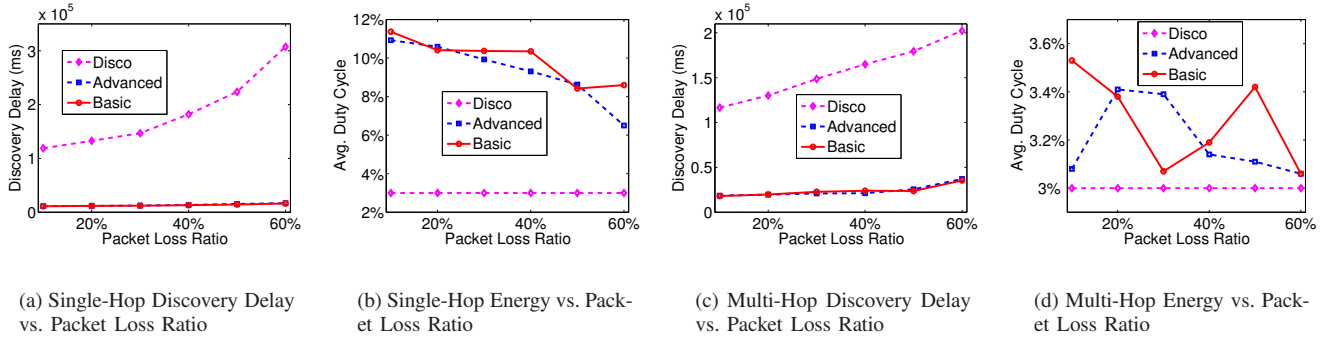 x 10^5
3
2
1
0
Discovery Delay (ms)
Disco
Advanced
Basic
20% 40% 60%
Packet Loss Ratio
12%
10%
8%
6%
4%
2%
Avg. Duty Cycle
Disco
Advanced
Basic
20% 40% 60%
Packet Loss Ratio
x 10^5
2
1.5
1
0.5
0
Discovery Delay (ms)
Disco
Advanced
Basic
20% 40% 60%
Packet Loss Ratio
3.6%
3.4%
3.2%
3%
Avg. Duty Cycle
Disco
Advanced
Basic
20% 40% 60%
Packet Loss Ratio
(a) Single-Hop Discovery Delay
vs. Packet Loss Ratio
(b) Single-Hop Energy vs. Pack-
et Loss Ratio
(c) Multi-Hop Discovery Delay
vs. Packet Loss Ratio
(d) Multi-Hop Energy vs. Pack-
et Loss Ratio